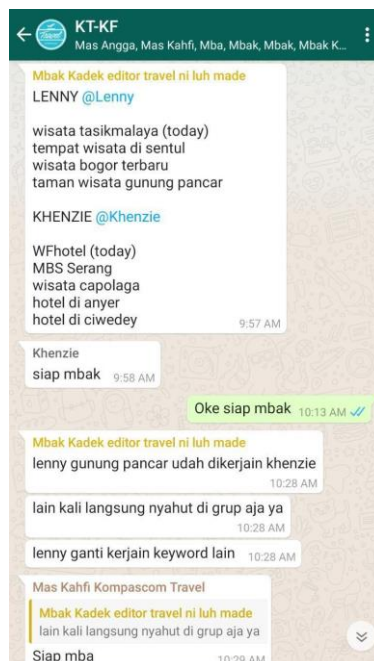 KT-KF
Mas Angga, Mas Kahfi, Mba, Mbak, Mbak, Mbak K...
Mbak Kadek editor travel ni luh made
LENNY @Lenny
wisata tasikmalaya (today)
tempat wisata di sentul
wisata bogor terbaru
taman wisata gunung pancar
KHENZIE @Khenzie
WFhotel (today)
MBS Serang
wisata capolaga
hotel di anyer
hotel di ciwedey
9:57 AM
Khenzie
siap mbak 9:58 AM
Oke siap mbak 10:13 AM
Mbak Kadek editor travel ni luh made
lenny gunung pancar udah dikerjain khenzie
10:28 AM
lain kali langsung nyahut di grup aja ya
10:28 AM
lenny ganti kerjain keyword lain 10:28 AM
Mas Kahfi Kompascom Travel
Mbak Kadek editor travel ni luh made
lain kali langsung nyahut di grup aja ya
Siap mba 10:29 AM